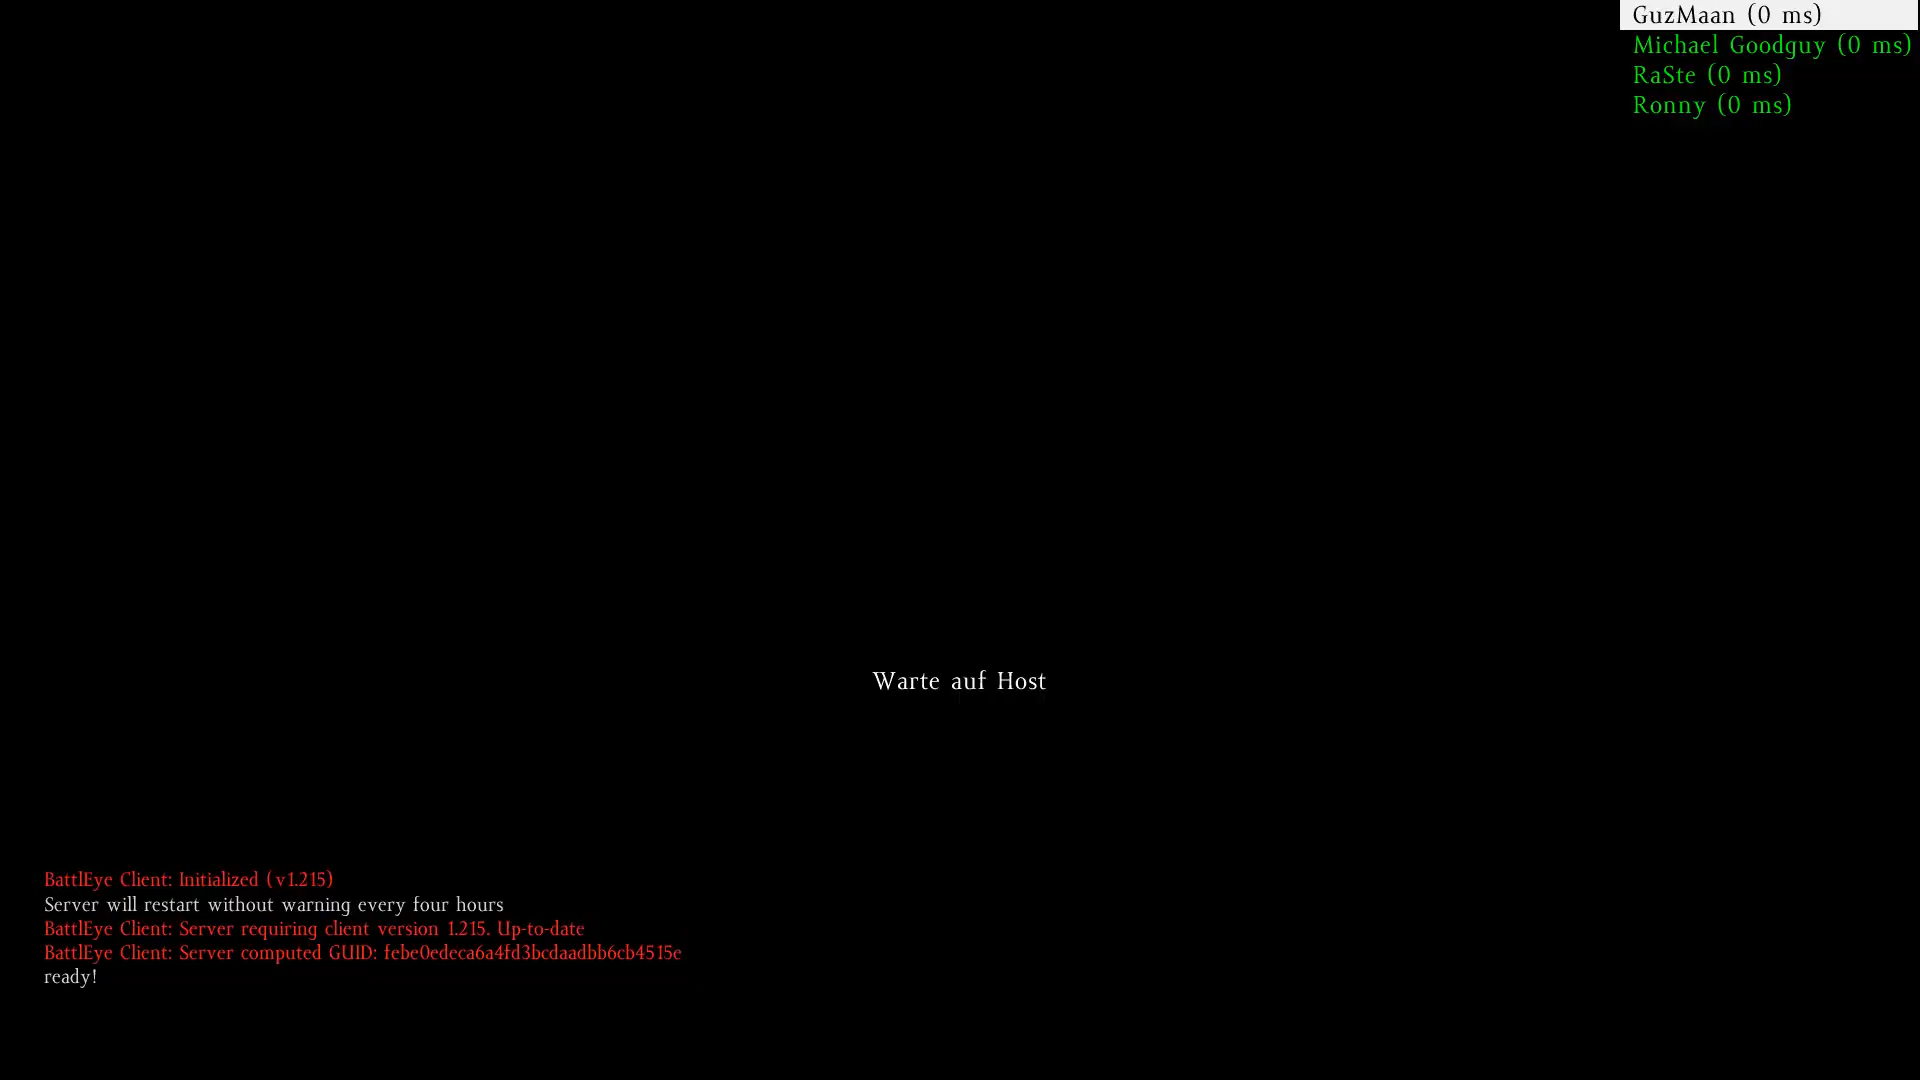 GuzMaan (0 ms)
Michael Goodguy (0 ms)
RaSte (0 ms)
Ronny (0 ms)
Warte auf Host
BattlEye Client: Initialized (v1.215)
Server will restart without warning every four hours
BattlEye Client: Server requiring client version 1.215. Up-to-date
BattlEye Client: Server computed GUID: febe0edeca6a4fd3bcdaadbb6cb4515e
ready!